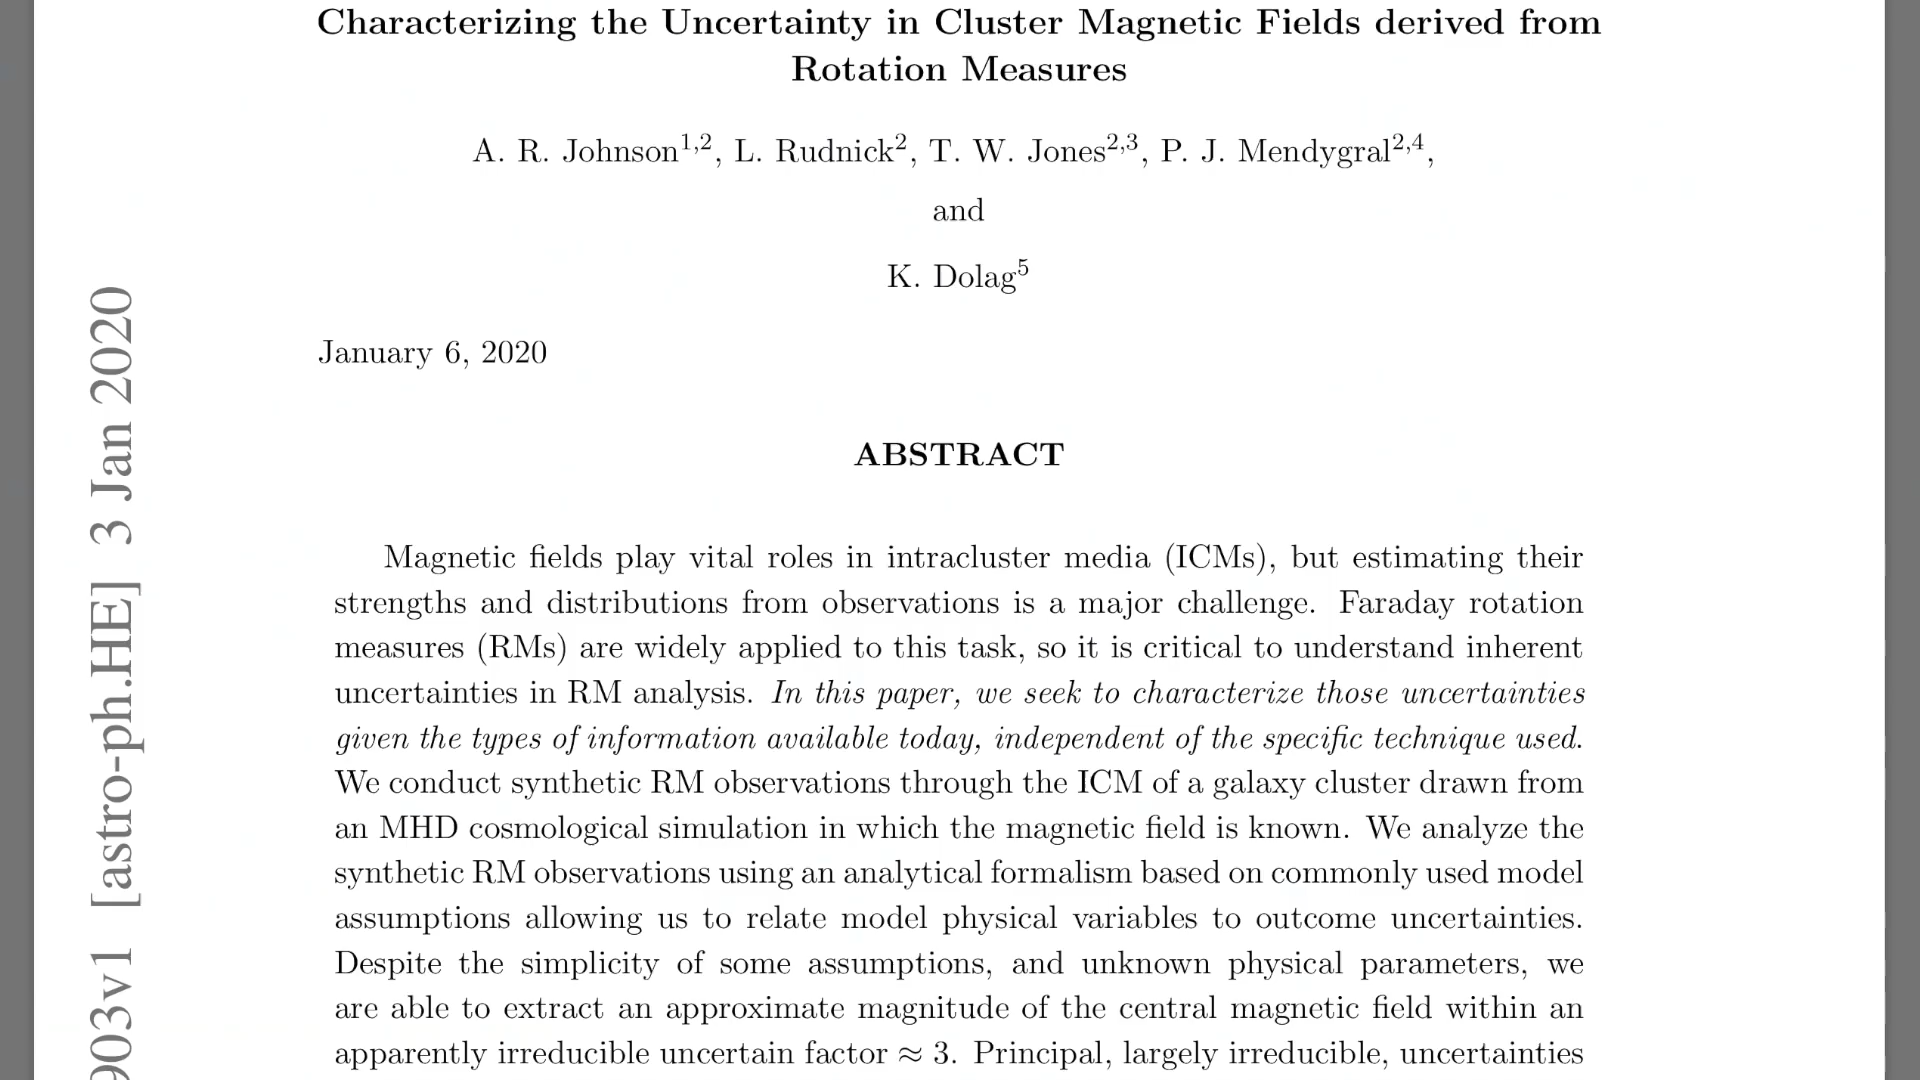 Characterizing the Uncertainty in Cluster Magnetic Fields derived from
Rotation Measures
A. R. Johnson1,2, L. Rudnick2, T. W. Jones2,3, P. J. Mendygral2,4,
and
K. Dolag5
January 6, 2020
ABSTRACT
Magnetic fields play vital roles in intracluster media (ICMs), but estimating their
strengths and distributions from observations is a major challenge. Faraday rotation
measures (RMs) are widely applied to this task, so it is critical to understand inherent
uncertainties in RM analysis. In this paper, we seek to characterize those uncertainties
given the types of information available today, independent of the specific technique used.
We conduct synthetic RM observations through the ICM of a galaxy cluster drawn from
an MHD cosmological simulation in which the magnetic field is known. We analyze the
synthetic RM observations using an analytical formalism based on commonly used model
assumptions allowing us to relate model physical variables to outcome uncertainties.
Despite the simplicity of some assumptions, and unknown physical parameters, we
are able to extract an approximate magnitude of the central magnetic field within an
apparently irreducible uncertain factor ≈ 3. Principal, largely irreducible, uncertainties
903v1 [astro-ph.HE] 3 Jan 2020